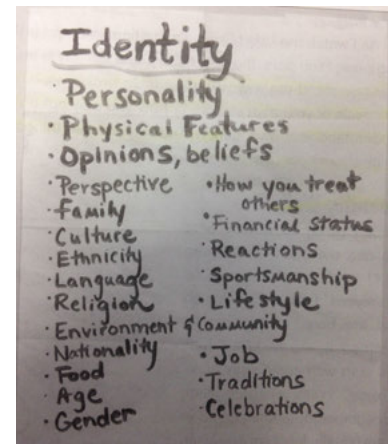 Identity
· Personality
· Physical Features
· Opinions, beliefs
· Perspective
· family
· Culture
· Ethnicity
· Language
· Religion
· Environment & Community
· Nationality
· Food
· Age
· Gender
· How you treat
others
· Financial status
· Reactions
· Sportsmanship
· Lifestyle
· Job
· Traditions
· Celebrations